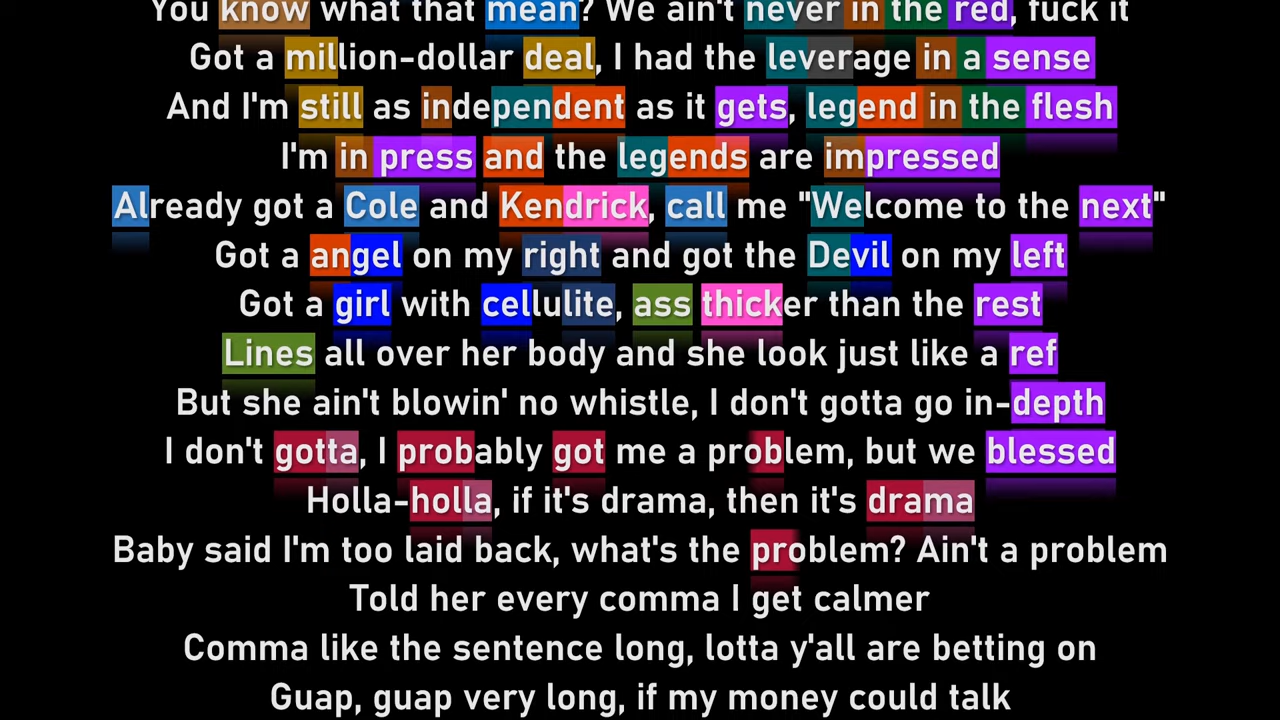 You know what that mean? We ain't never in the red, fuck it
Got a million-dollar deal, I had the leverage in a sense
And I'm still as independent as it gets, legend in the flesh
I'm in press and the legends are impressed
Already got a Cole and Kendrick, call me "Welcome to the next"
Got a angel on my right and got the Devil on my left
Got a girl with cellulite, ass thicker than the rest
Lines all over her body and she look just like a ref
But she ain't blowin' no whistle, I don't gotta go in-depth
I don't gotta, I probably got me a problem, but we blessed
Holla-holla, if it's drama, then it's drama
Baby said I'm too laid back, what's the problem? Ain't a problem
Told her every comma I get calmer
Comma like the sentence long, lotta y'all are betting on
Guap, guap very long, if my money could talk